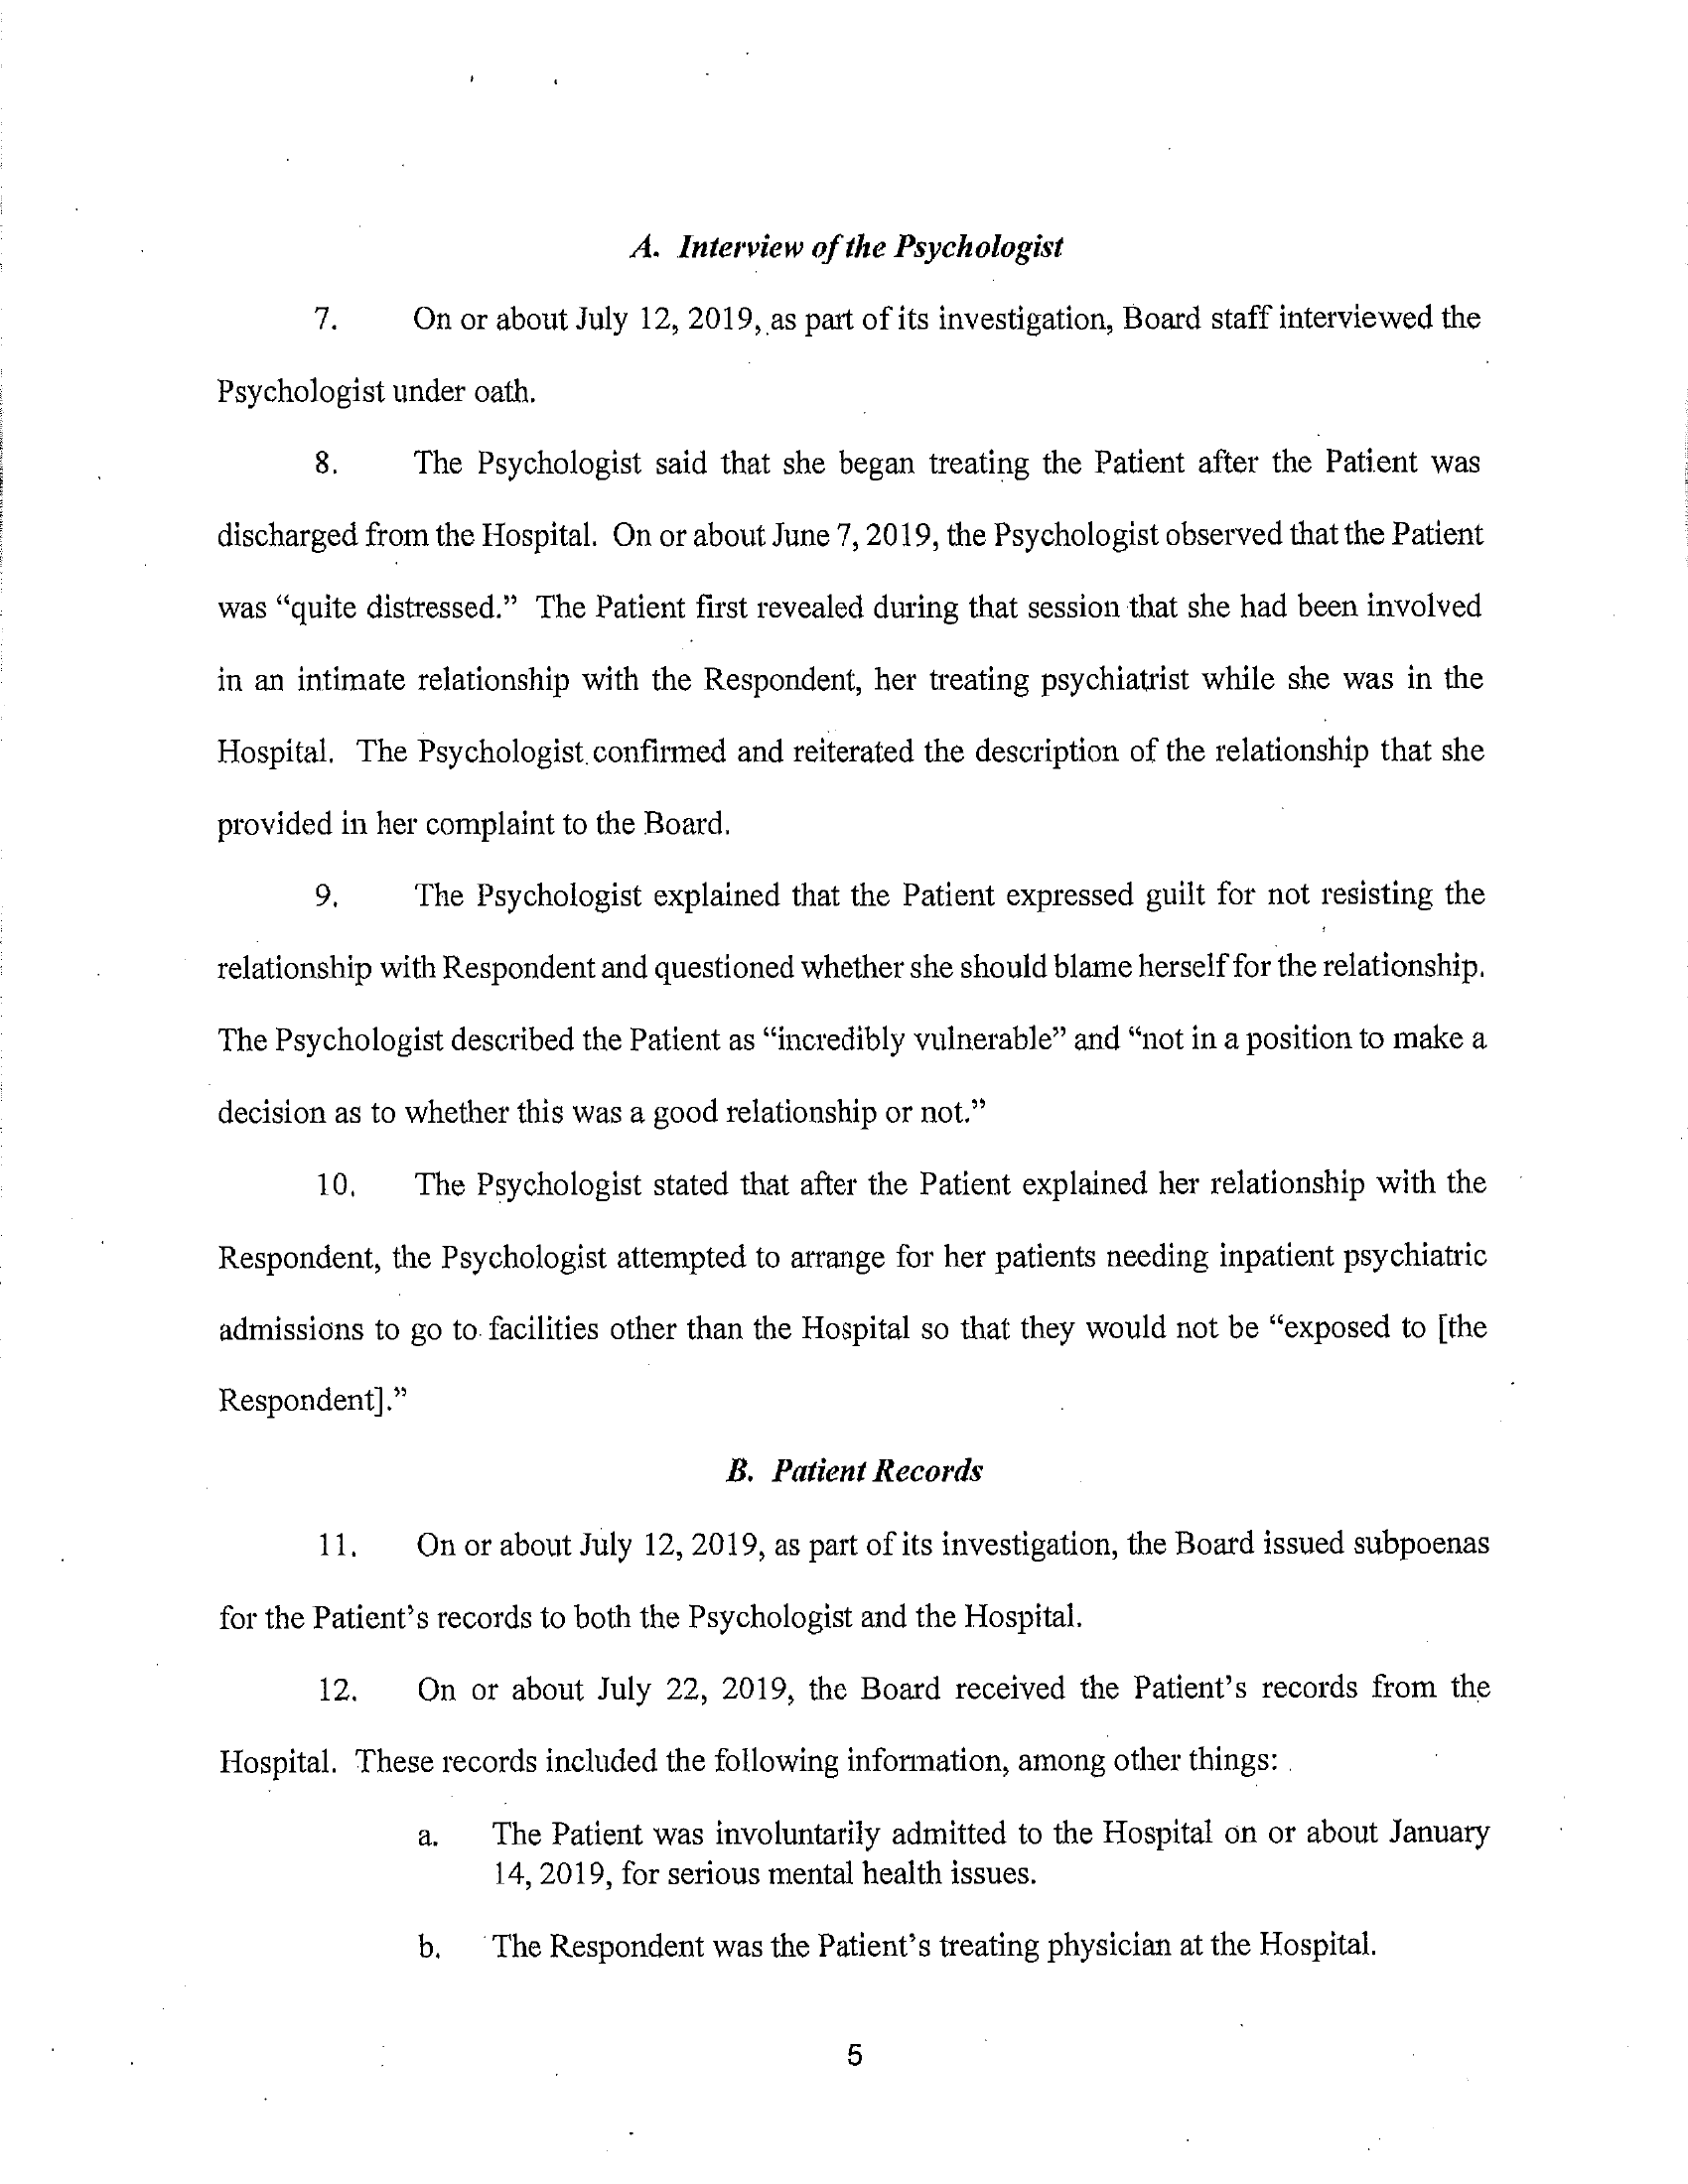 A. Interview of the Psychologist
7. On or about July 12, 2019, as part of its investigation, Board staff interviewed the
Psychologist under oath.
8. The Psychologist said that she began treating the Patient after the Patient was
discharged from the Hospital. On or about June 7, 2019, the Psychologist observed that the Patient
was “quite distressed.” The Patient first revealed during that session that she had been involved
in an intimate relationship with the Respondent, her treating psychiatrist while she was in the
Hospital. The Psychologist confirmed and reiterated the description of the relationship that she
provided in her complaint to the Board.
9. The Psychologist explained that the Patient expressed guilt for not resisting the
relationship with Respondent and questioned whether she should blame herself for the relationship.
The Psychologist described the Patient as “incredibly vulnerable” and “not in a position to make a
decision as to whether this was a good relationship or not.”
10. The Psychologist stated that after the Patient explained her relationship with the
Respondent, the Psychologist attempted to arrange for her patients needing inpatient psychiatric
admissions to go to facilities other than the Hospital so that they would not be “exposed to [the
Respondent].”
B. Patient Records
11. On or about July 12, 2019, as part of its investigation, the Board issued subpoenas
for the Patient’s records to both the Psychologist and the Hospital.
12. On or about July 22, 2019, the Board received the Patient’s records from the
Hospital. These records included the following information, among other things:
a. The Patient was involuntarily admitted to the Hospital on or about January
14, 2019, for serious mental health issues.
b. The Respondent was the Patient’s treating physician at the Hospital.
5